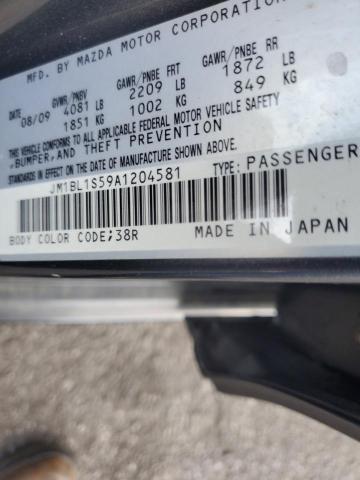 MFD. BY MAZDA MOTOR CORPORATION
GVWR/PNBV GAWR/PNBE FRT GAWR/PNBE RR
08/09 4081 LB 2209 LB 1872 LB
1851 KG 1002 KG 849 KG
THIS VEHICLE CONFORMS TO ALL APPLICABLE FEDERAL MOTOR VEHICLE SAFETY
,BUMPER,AND THEFT PREVENTION
STANDARDS IN EFFECT ON THE DATE OF MANUFACTURE SHOWN ABOVE.
JM1BL1S59A1204581 TYPE:PASSENGER
BODY COLOR CODE;38R MADE IN JAPAN